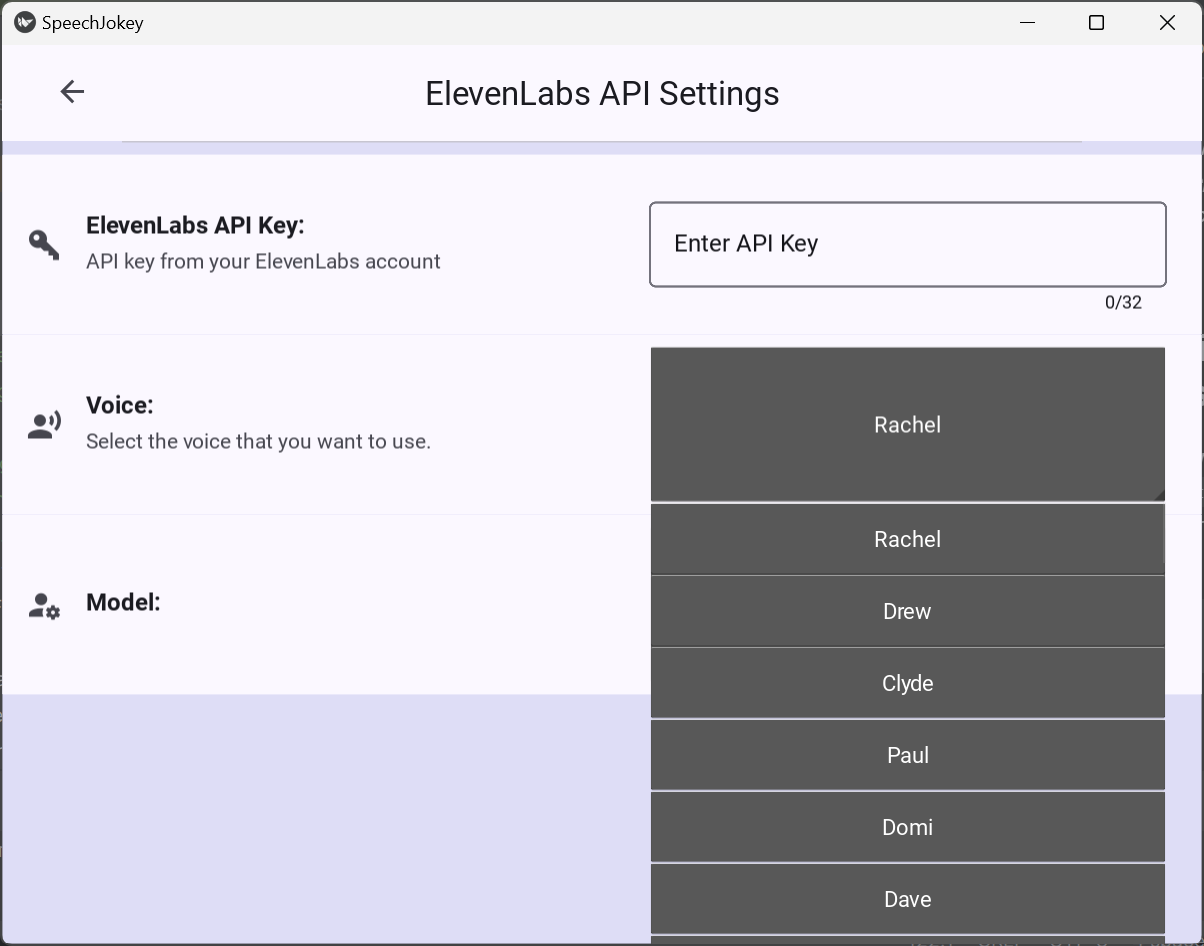 SpeechJokey
ElevenLabs API Settings
ElevenLabs API Key:
API key from your ElevenLabs account
Enter API Key
0/32
Voice:
Select the voice that you want to use.
Rachel
Rachel
Drew
Clyde
Model:
Paul
Domi
Dave